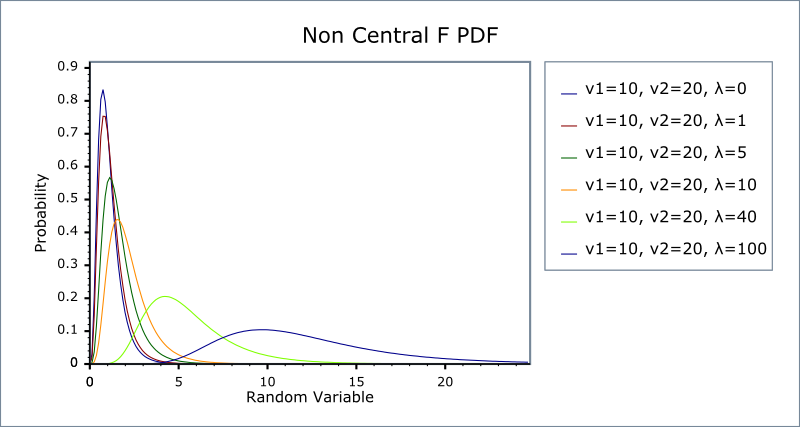 Non Central F PDF
0.9
0.8
0.7
0.6
0.5
0.4
0.3
0.2
0.1
0
Probability
0 5 10 15 20
Random Variable
v1=10, v2=20, λ=0
v1=10, v2=20, λ=1
v1=10, v2=20, λ=5
v1=10, v2=20, λ=10
v1=10, v2=20, λ=40
v1=10, v2=20, λ=100